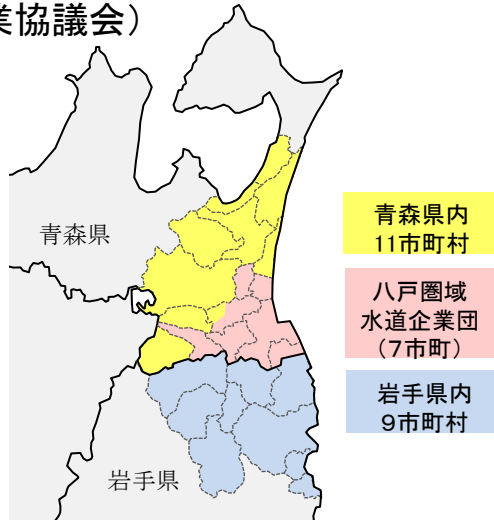 業協議会）
青森県
青森県内
11市町村
八戸圏域
水道企業団
（7市町）
岩手県内
9市町村
岩手県